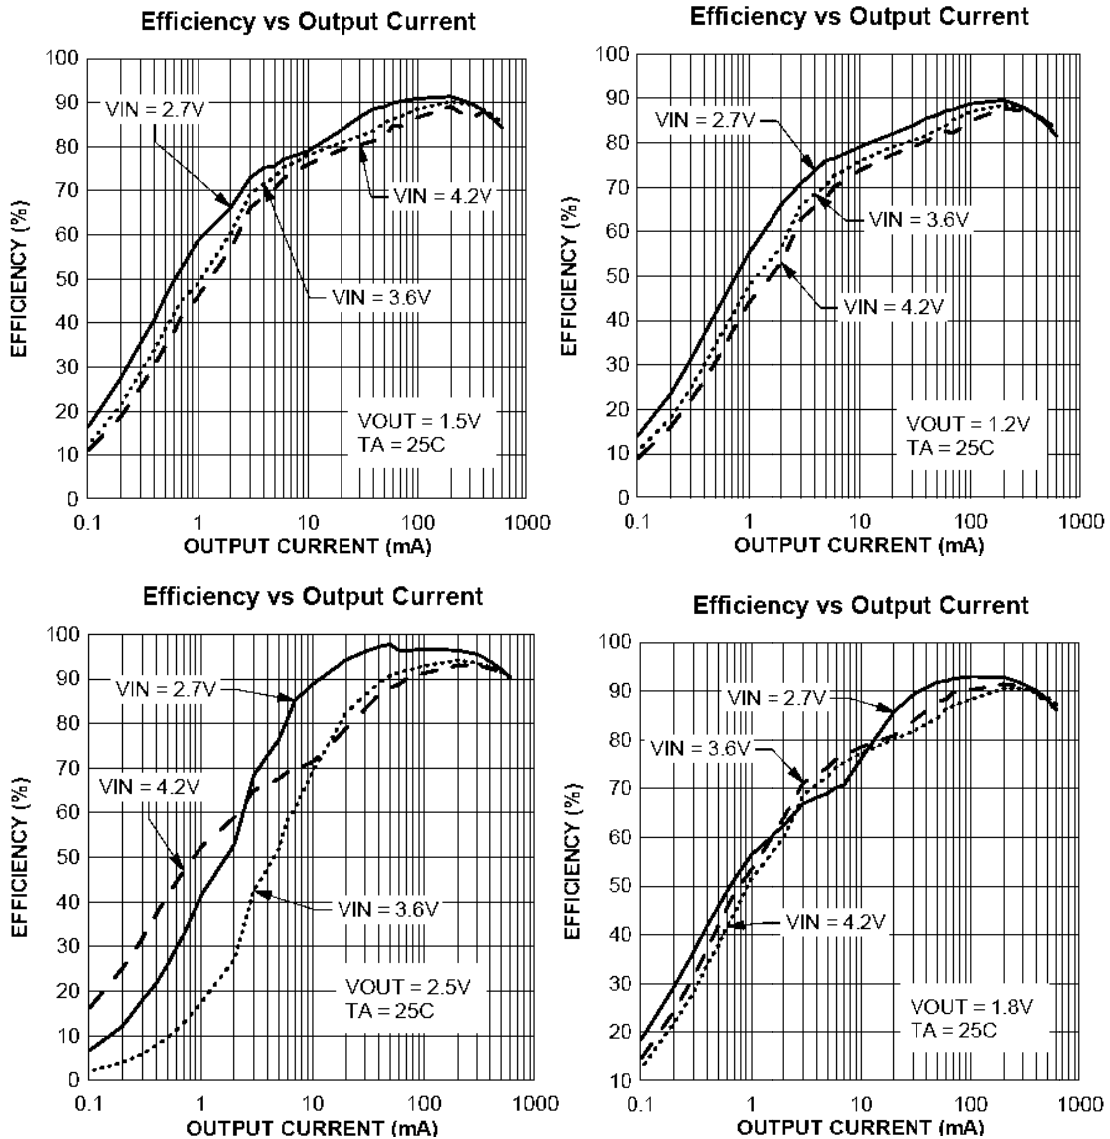 Efficiency vs Output Current
EFFICIENCY (%)
100
90
80
70
60
50
40
30
20
10
0
VIN = 2.7V
VIN = 4.2V
VIN = 3.6V
VOUT = 1.5V
TA = 25C
0.1
1
10
100
1000
OUTPUT CURRENT (mA)
Efficiency vs Output Current
EFFICIENCY (%)
100
90
80
70
60
50
40
30
20
10
0
VIN = 2.7V
VIN = 3.6V
VIN = 4.2V
VOUT = 1.2V
TA = 25C
0.1
1
10
100
1000
OUTPUT CURRENT (mA)
Efficiency vs Output Current
EFFICIENCY (%)
100
90
80
70
60
50
40
30
20
10
0
VIN = 2.7V
VIN = 4.2V
VIN = 3.6V
VOUT = 2.5V
TA = 25C
0.1
1
10
100
1000
OUTPUT CURRENT (mA)
Efficiency vs Output Current
EFFICIENCY (%)
100
90
80
70
60
50
40
30
20
10
VIN = 2.7V
VIN = 3.6V
VIN = 4.2V
VOUT = 1.8V
TA = 25C
0.1
1
10
100
1000
OUTPUT CURRENT (mA)